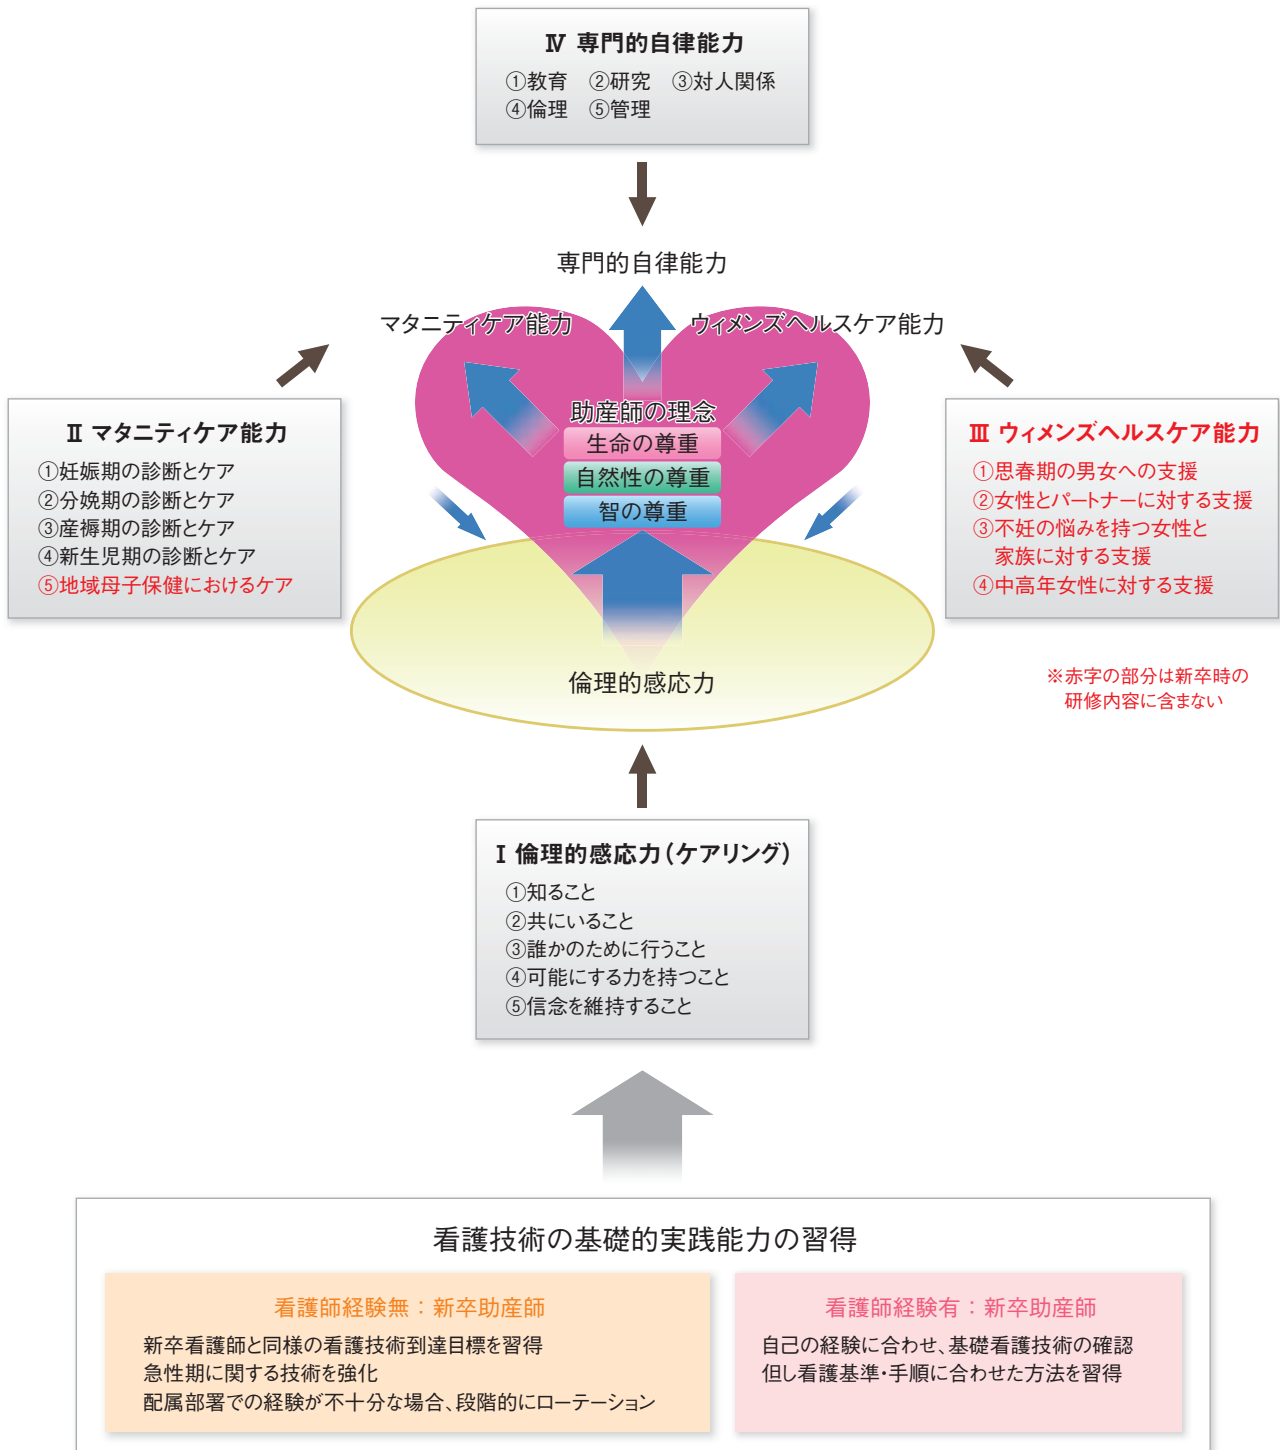 Ⅳ 専門的自律能力
①教育　②研究　③対人関係
④倫理　⑤管理
専門的自律能力
マタニティケア能力
ウィメンズヘルスケア能力
助産師の理念
生命の尊重
自然性の尊重
智の尊重
倫理的感応力
Ⅱ マタニティケア能力
①妊娠期の診断とケア
②分娩期の診断とケア
③産褥期の診断とケア
④新生児期の診断とケア
⑤地域母子保健におけるケア
Ⅲ ウィメンズヘルスケア能力
①思春期の男女への支援
②女性とパートナーに対する支援
③不妊の悩みを持つ女性と
家族に対する支援
④中高年女性に対する支援
※赤字の部分は新卒時の
研修内容に含まない
Ⅰ 倫理的感応力（ケアリング）
①知ること
②共にいること
③誰かのために行うこと
④可能にする力を持つこと
⑤信念を維持すること
看護技術の基礎的実践能力の習得
看護師経験無：新卒助産師
新卒看護師と同様の看護技術到達目標を習得
急性期に関する技術を強化
配属部署での経験が不十分な場合、段階的にローテーション
看護師経験有：新卒助産師
自己の経験に合わせ、基礎看護技術の確認
但し看護基準・手順に合わせた方法を習得